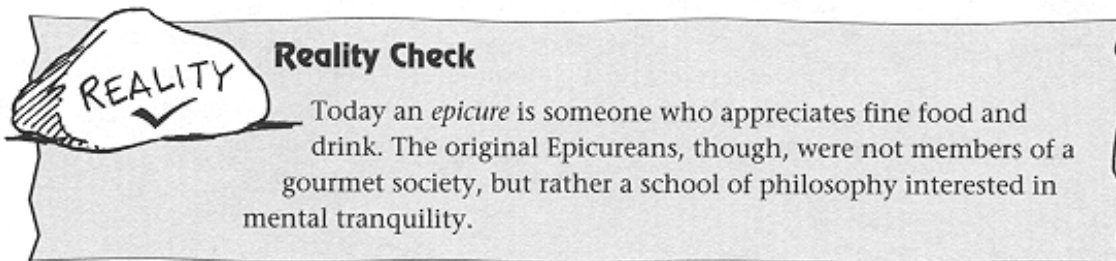 REALITY
Reality Check
Today an epicure is someone who appreciates fine food and
drink. The original Epicureans, though, were not members of a
gourmet society, but rather a school of philosophy interested in
mental tranquility.